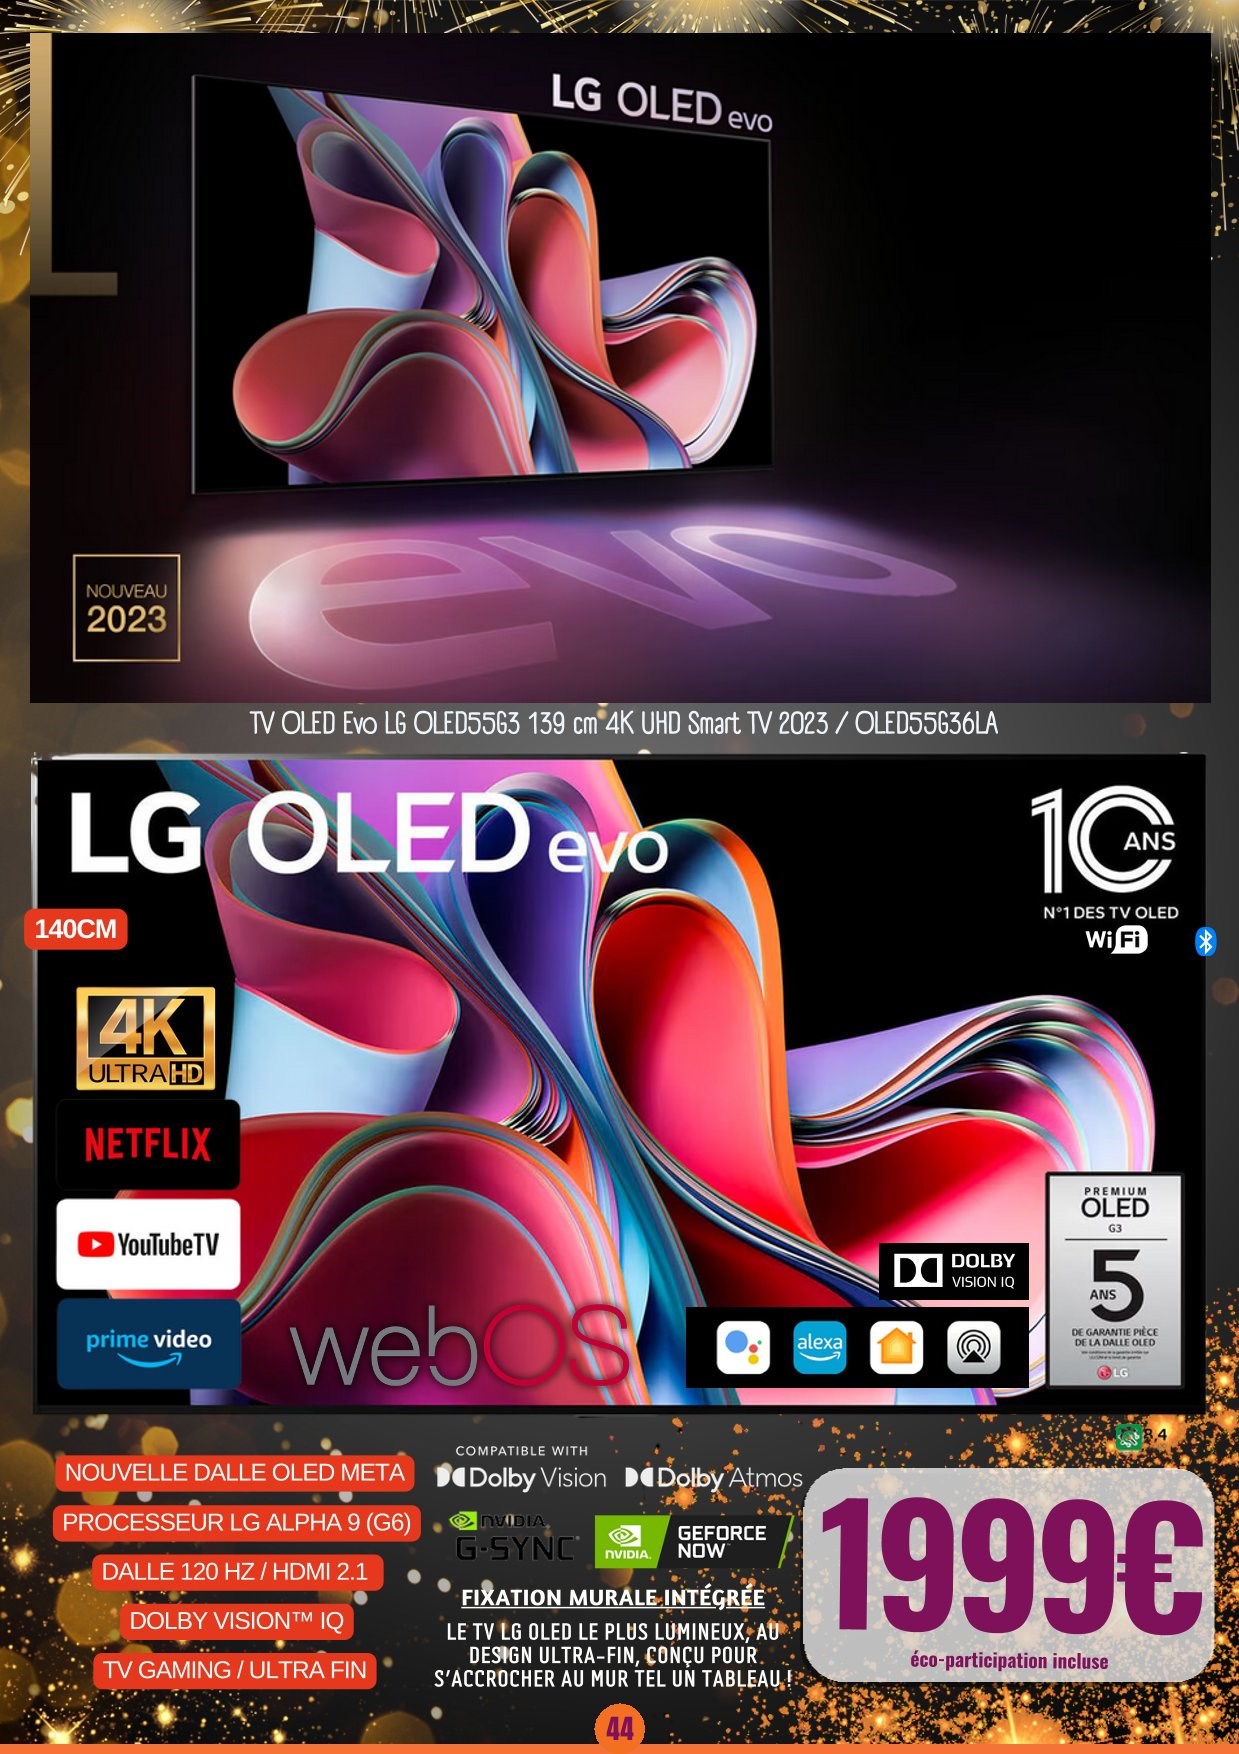 LG OLED evo
evo
NOUVEAU
2023
TV OLED Evo LG OLED55G3 139 cm 4K UHD Smart TV 2023 / OLED55G36LA
LG OLED evo
10 ANS
N°1 DES TV OLED
WiFi
140CM
4K
ULTRA HD
NETFLIX
YouTubeTV
prime video
webOS
DOLBY
VISION IQ
alexa
PREMIUM
OLED
G3
5
ANS
DE GARANTIE PIÈCE
DE LA DALLE OLED
LG
NOUVELLE DALLE OLED META
PROCESSEUR LG ALPHA 9 (G6)
DALLE 120 HZ / HDMI 2.1
DOLBY VISION™ IQ
TV GAMING / ULTRA FIN
COMPATIBLE WITH
Dolby Vision Dolby Atmos
NVIDIA
G-SYNC
NVIDIA. GEFORCE
NOW
FIXATION MURALE INTÉGRÉE
LE TV LG OLED LE PLUS LUMINEUX, AU
DESIGN ULTRA-FIN, CONÇU POUR
S'ACCROCHER AU MUR TEL UN TABLEAU !
1999€
éco-participation incluse
44